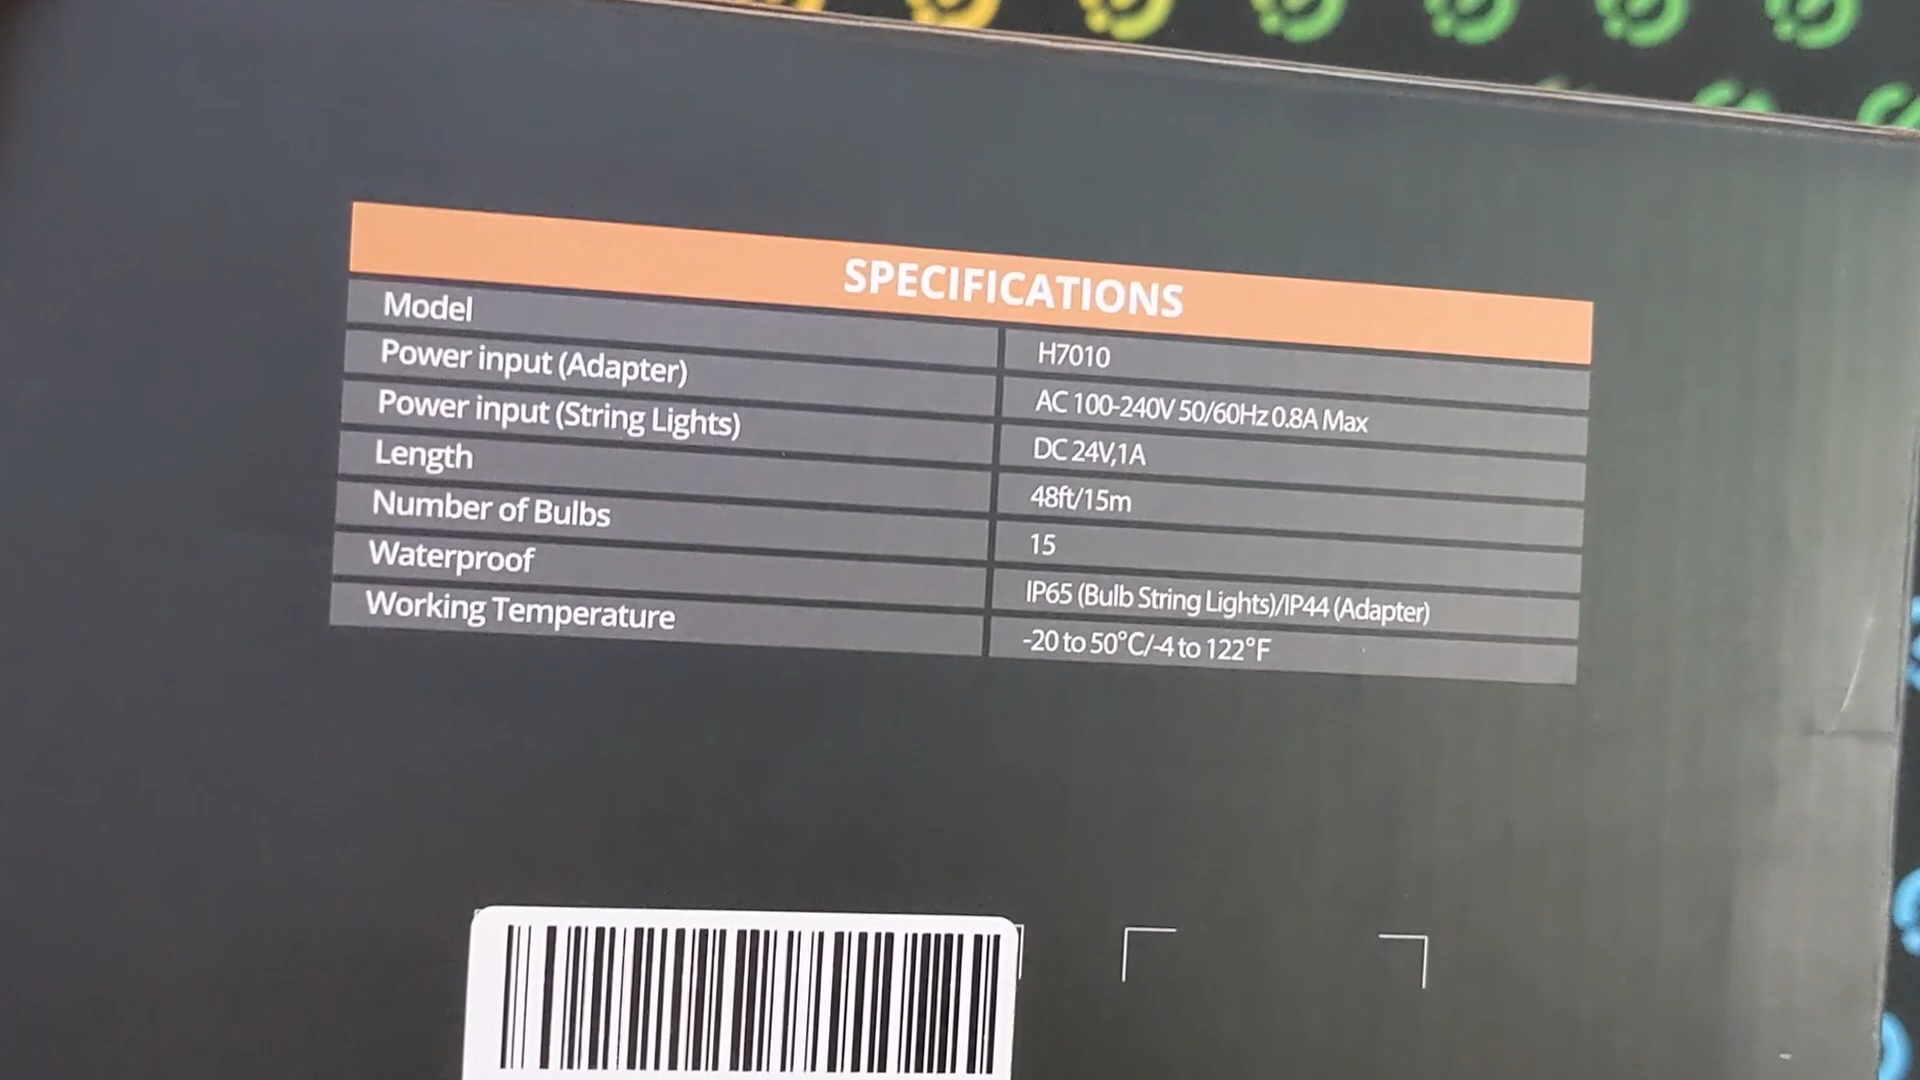 SPECIFICATIONS
Model H7010
Power input (Adapter) AC 100-240V 50/60Hz 0.8A Max
Power input (String Lights) DC 24V,1A
Length 48ft/15m
Number of Bulbs 15
Waterproof IP65 (Bulb String Lights)/IP44 (Adapter)
Working Temperature -20 to 50°C/-4 to 122°F